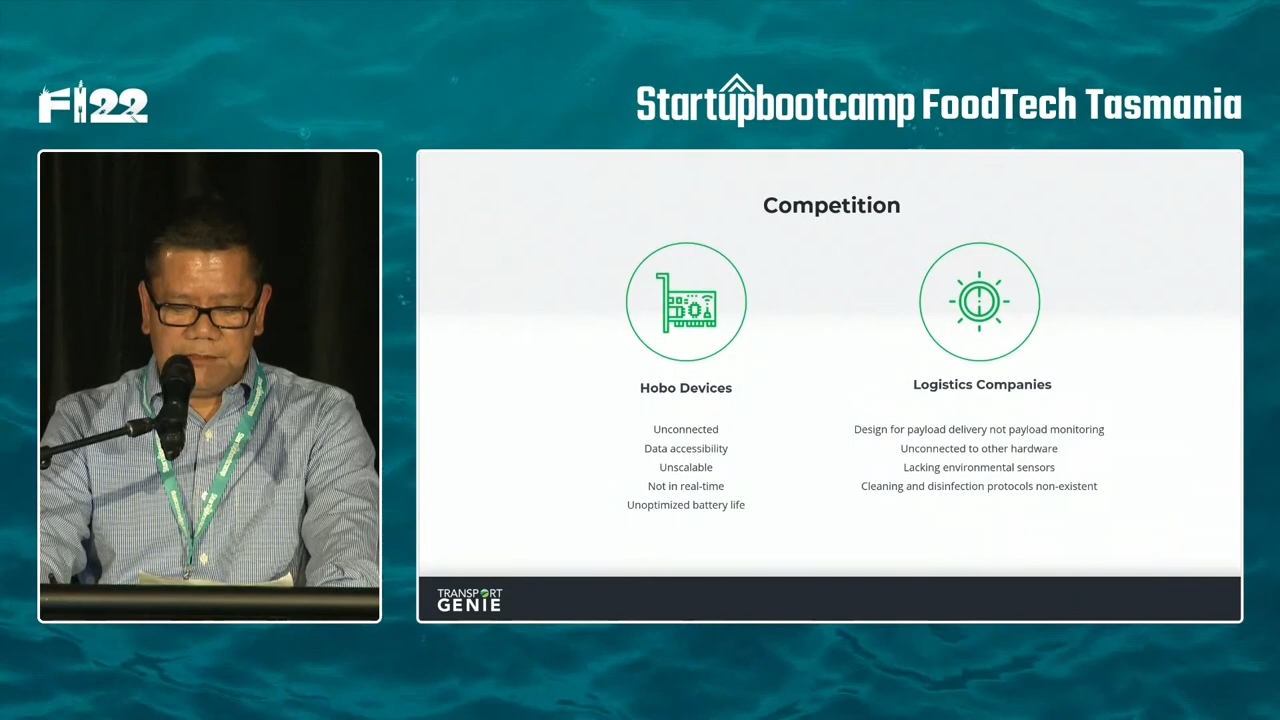 FI22
Startupbootcamp FoodTech Tasmania
Competition
Hobo Devices
Unconnected
Data accessibility
Unscalable
Not in real-time
Unoptimized battery life
Logistics Companies
Design for payload delivery not payload monitoring
Unconnected to other hardware
Lacking environmental sensors
Cleaning and disinfection protocols non-existent
TRANSPORT
GENIE